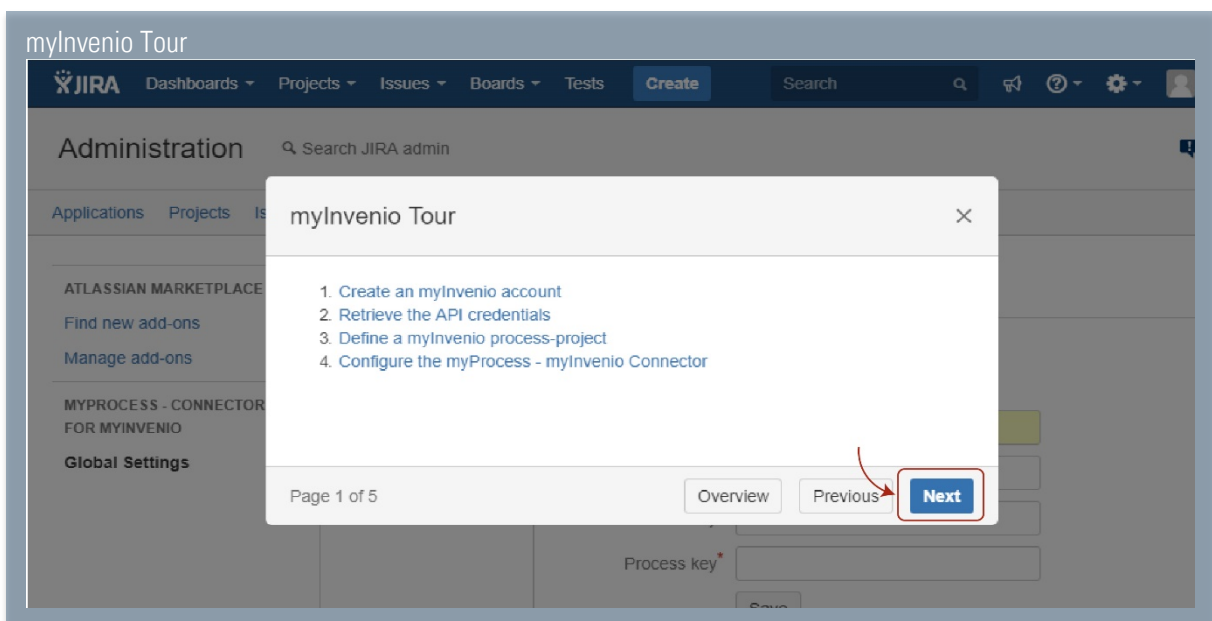 myInvenio Tour
JIRA Dashboards Projects Issues Boards Tests Create Search
Administration Search JIRA admin
Applications Projects
myInvenio Tour
ATLASSIAN MARKETPLACE
Find new add-ons
Manage add-ons
MYPROCESS - CONNECTOR
FOR MYINVENIO
Global Settings
1. Create an myInvenio account
2. Retrieve the API credentials
3. Define a myInvenio process-project
4. Configure the myProcess - myInvenio Connector
Page 1 of 5 Overview Previous Next
Process key*
Save